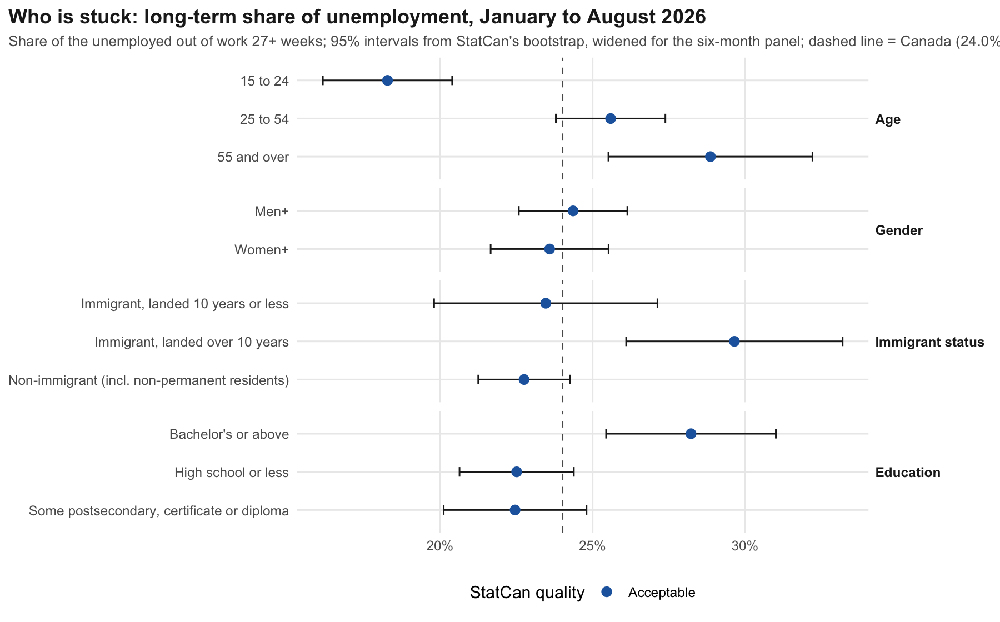 Who is stuck: long-term share of unemployment, January to August 2026
Share of the unemployed out of work 27+ weeks; 95% intervals from StatCan's bootstrap, widened for the six-month panel; dashed line = Canada (24.0%
15 to 24
25 to 54
55 and over
Age
Men+
Women+
Gender
Immigrant, landed 10 years or less
Immigrant, landed over 10 years
Non-immigrant (incl. non-permanent residents)
Immigrant status
Bachelor's or above
High school or less
Some postsecondary, certificate or diploma
Education
20%
25%
30%
StatCan quality
Acceptable